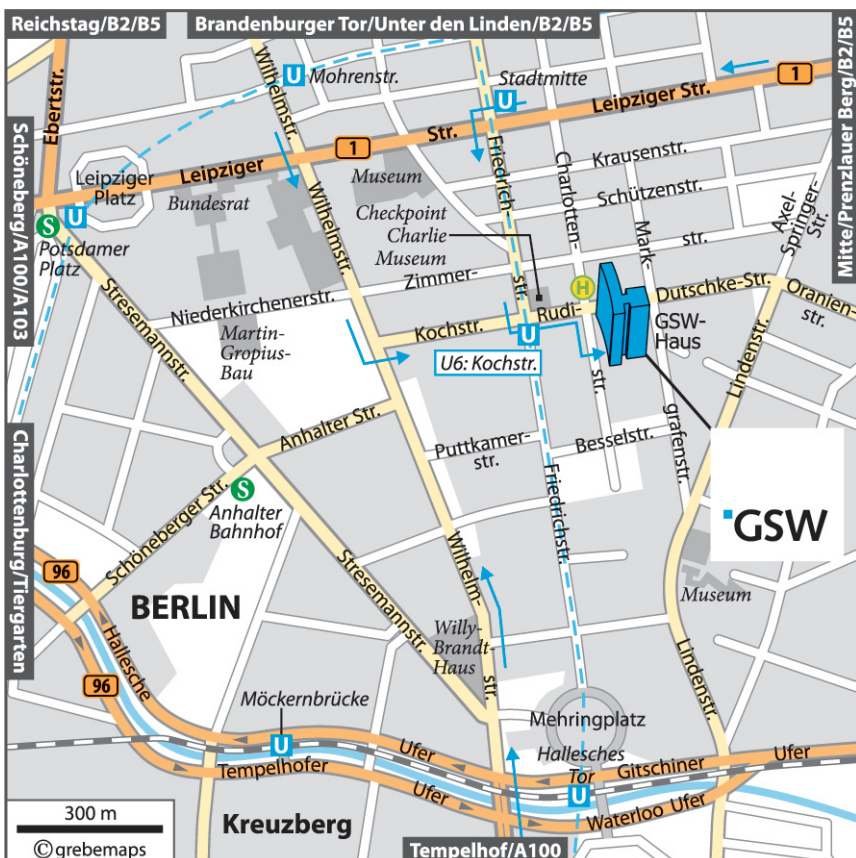 Reichstag/B2/B5
Brandenburger Tor/Unter den Linden/B2/B5
Mitte/Prenzlauer Berg/B2/B5
Schöneberg/A100/A103
Charlottenburg/Tiergarten
Ebertstr.
Wilhelmstr.
U
Mohrenstr.
Stadtmitte
U
Leipziger Str.
1
Leipziger
1
Str.
Leipziger
Platz
U
S
Potsdamer
Platz
Bundesrat
Museum
Wilhelmstr.
Friedrich-
str.
Charlotten-
str.
Krausenstr.
Schützenstr.
Mark-
grafenstr.
Axel-
Springer-
Str.
Checkpoint
Charlie
Museum
Zimmer-
str.
Niederkirchenerstr.
H
Kochstr.
Rudi-
Dutschke-Str.
Oranien-
str.
GSW-
Haus
U
U6: Kochstr.
Martin-
Gropius-
Bau
Stresemannstr.
Lindenstr.
Anhalter Str.
Puttkamer-
str.
Besselstr.
Friedrichstr.
GSW
S
Anhalter
Bahnhof
Schöneberger Str.
Stresemannstr.
Wilhelm-
str.
96
BERLIN
Museum
Willy-
Brandt-
Haus
Lindenstr.
Hallesche
96
Möckernbrücke
U
Mehringplatz
Hallesches
Tor
U
Ufer
Gitschiner
Ufer
Tempelhofer
Ufer
Waterloo Ufer
300 m
Kreuzberg
© grebemaps
Tempelhof/A100